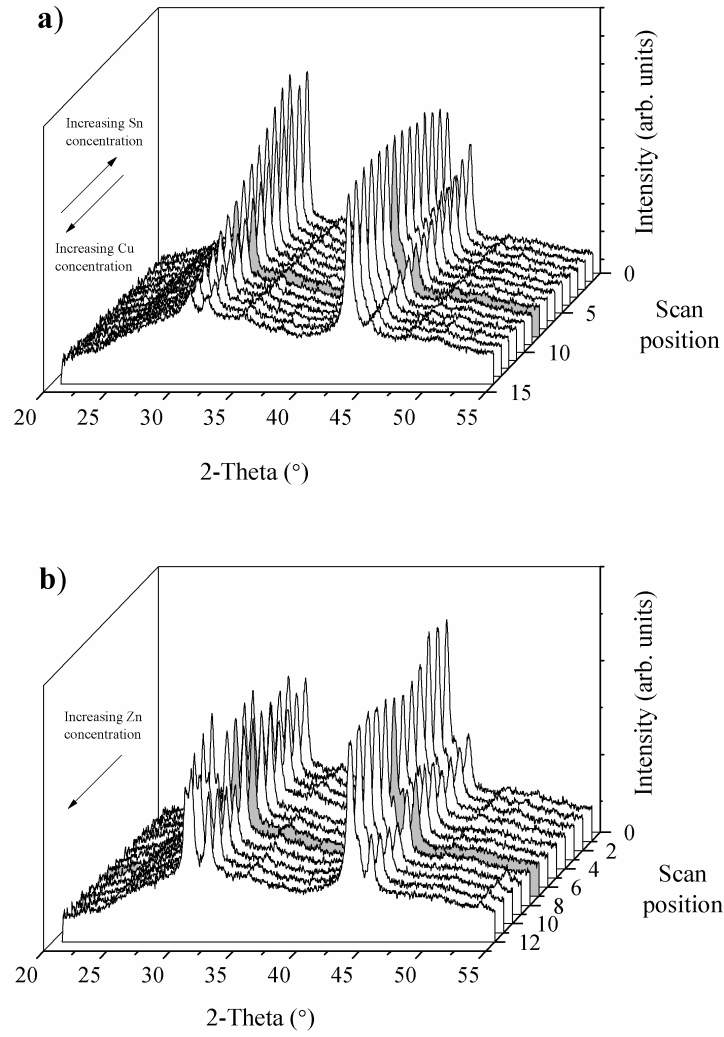 a)
Increasing Sn
concentration
Increasing Cu
concentration
Intensity (arb. units)
0
5
10
15
Scan
position
20 25 30 35 40 45 50 55
2-Theta (°)
b)
Increasing Zn
concentration
Intensity (arb. units)
0
2
4
6
8
10
12
Scan
position
20 25 30 35 40 45 50 55
2-Theta (°)